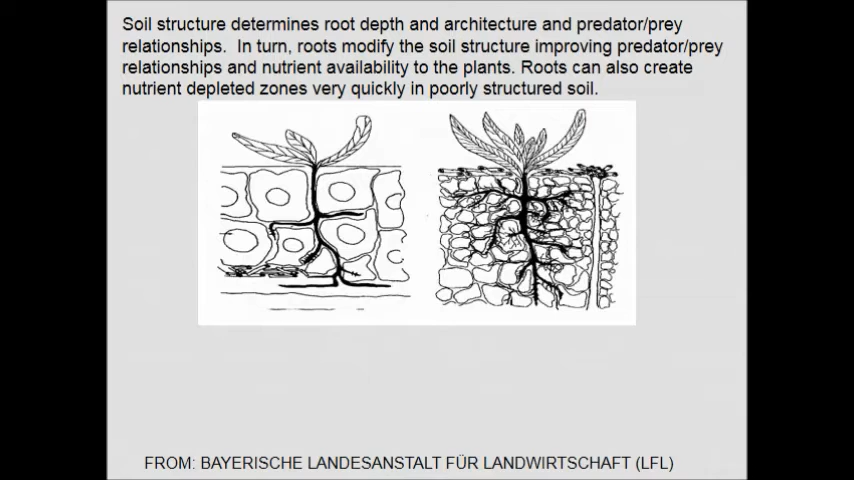 Soil structure determines root depth and architecture and predator/prey
relationships.  In turn, roots modify the soil structure improving predator/prey
relationships and nutrient availability to the plants. Roots can also create
nutrient depleted zones very quickly in poorly structured soil.
FROM: BAYERISCHE LANDESANSTALT FÜR LANDWIRTSCHAFT (LFL)